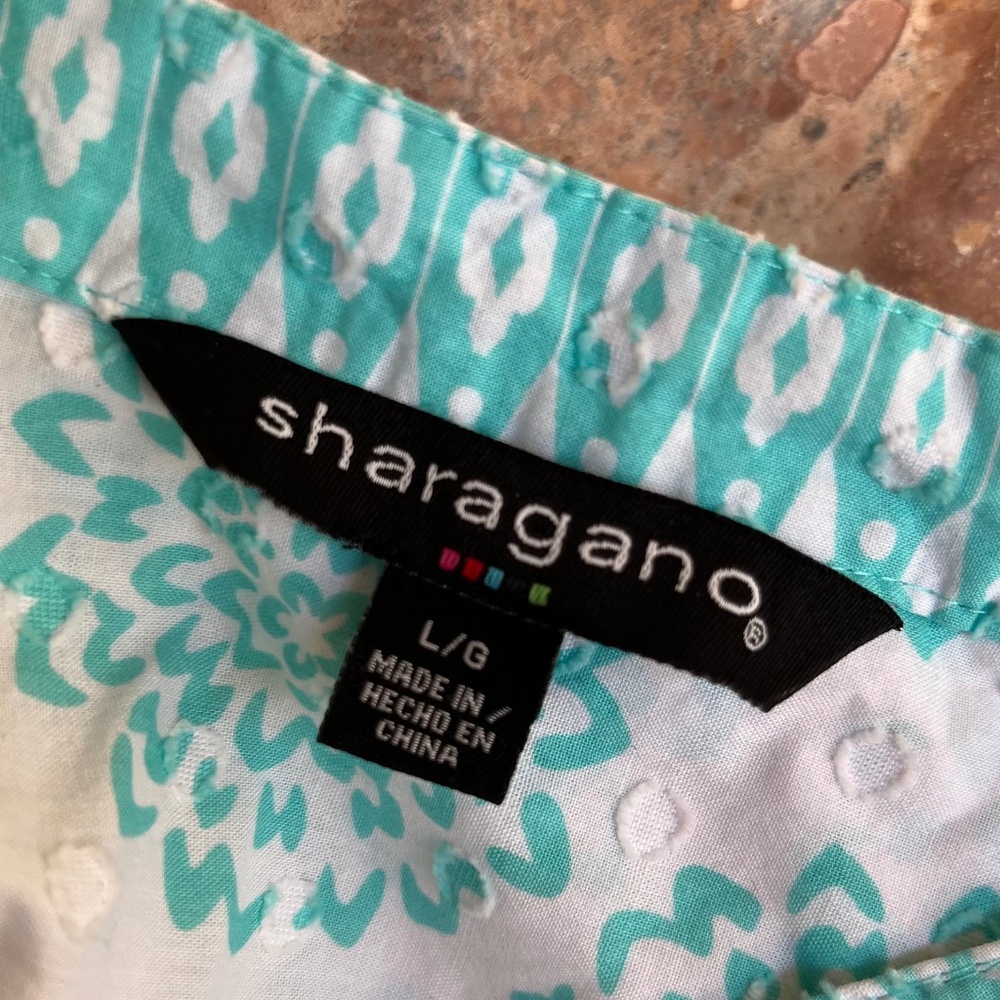 sharagano®
L/G
MADE IN /
HECHO EN
CHINA